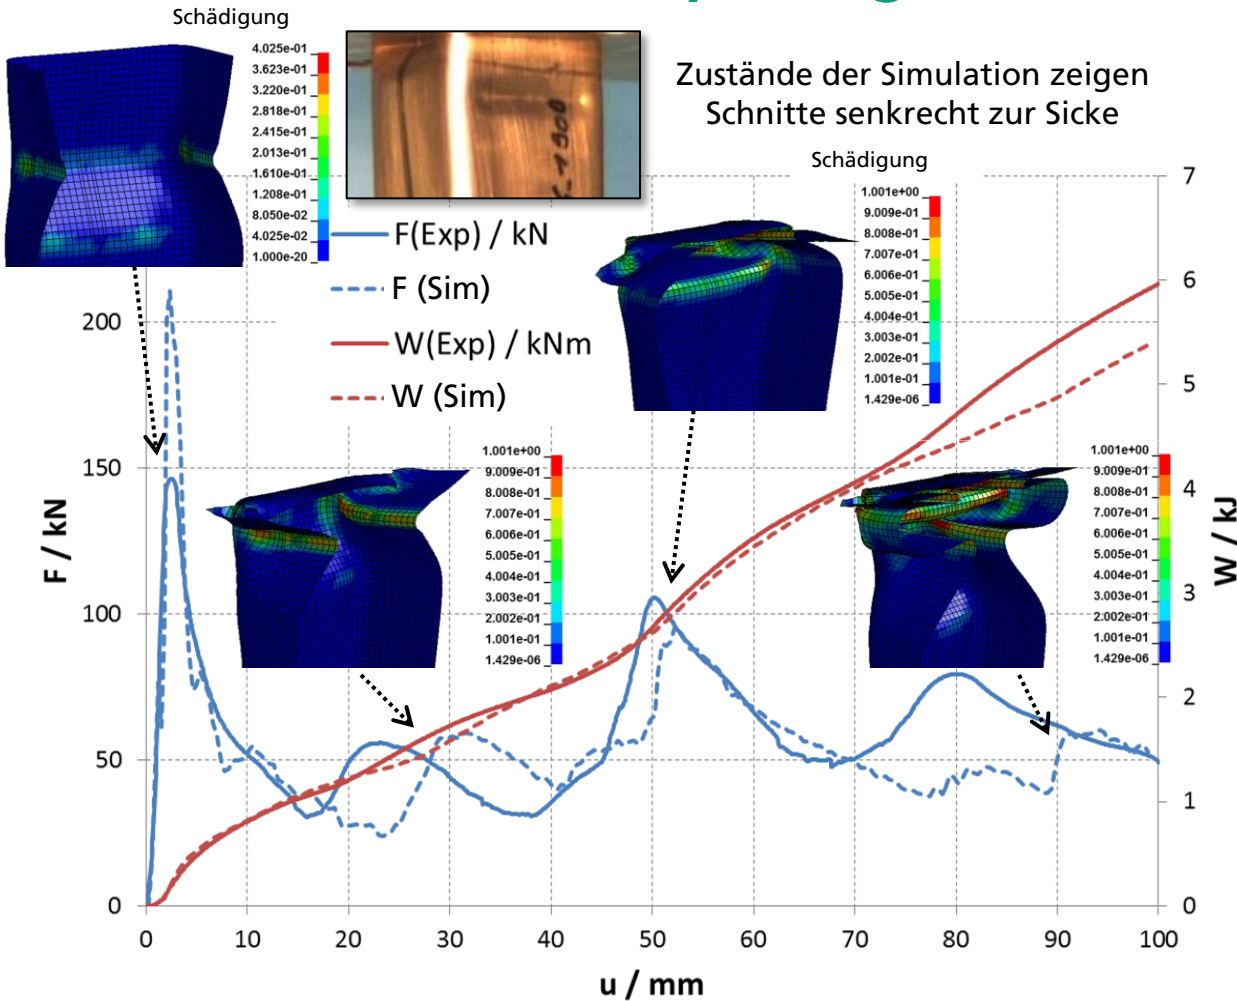 Schädigung
4.025e-01
3.623e-01
3.220e-01
2.818e-01
2.415e-01
2.013e-01
1.610e-01
1.208e-01
8.050e-02
4.025e-02
1.000e-20
Zustände der Simulation zeigen
Schnitte senkrecht zur Sicke
Schädigung
1.001e+00
9.009e-01
8.008e-01
7.007e-01
6.006e-01
5.005e-01
4.004e-01
3.003e-01
2.002e-01
1.001e-01
1.429e-06
F(Exp) / kN
F (Sim)
W(Exp) / kNm
W (Sim)
1.001e+00
9.009e-01
8.008e-01
7.007e-01
6.006e-01
5.005e-01
4.004e-01
3.003e-01
2.002e-01
1.001e-01
1.429e-06
1.001e+00
9.009e-01
8.008e-01
7.007e-01
6.006e-01
5.005e-01
4.004e-01
3.003e-01
2.002e-01
1.001e-01
1.429e-06
F / kN
200
150
100
50
0
W / kJ
7
6
5
4
3
2
1
0
0 10 20 30 40 50 60 70 80 90 100
u / mm